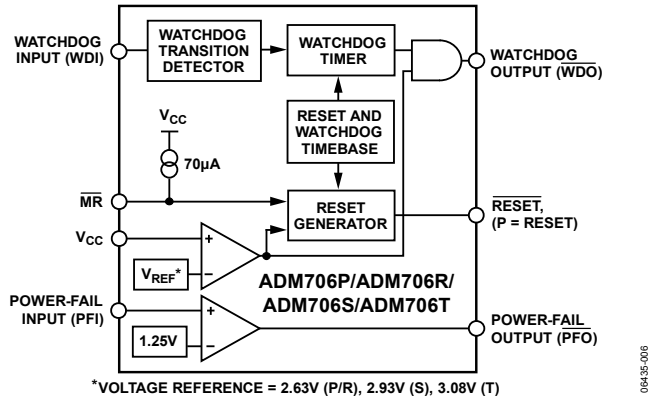 WATCHDOG
INPUT (WDI)
WATCHDOG
TRANSITION
DETECTOR
WATCHDOG
TIMER
WATCHDOG
OUTPUT (WDO)
RESET AND
WATCHDOG
TIMEBASE
VCC
70µA
MR
RESET
GENERATOR
RESET,
(P = RESET)
VCC
+
−
VREF*
ADM706P/ADM706R/
ADM706S/ADM706T
POWER-FAIL
INPUT (PFI)
+
−
1.25V
POWER-FAIL
OUTPUT (PFO)
*VOLTAGE REFERENCE = 2.63V (P/R), 2.93V (S), 3.08V (T)
06435-006